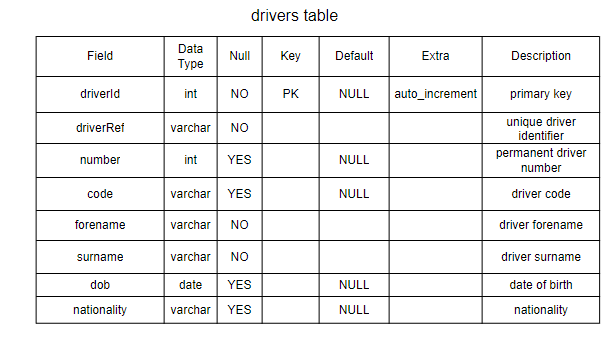 drivers table
Field Data Type Null Key Default Extra Description
driverId int NO PK NULL auto_increment primary key
driverRef varchar NO unique driver identifier
number int YES NULL permanent driver number
code varchar YES NULL driver code
forename varchar NO driver forename
surname varchar NO driver surname
dob date YES NULL date of birth
nationality varchar YES NULL nationality